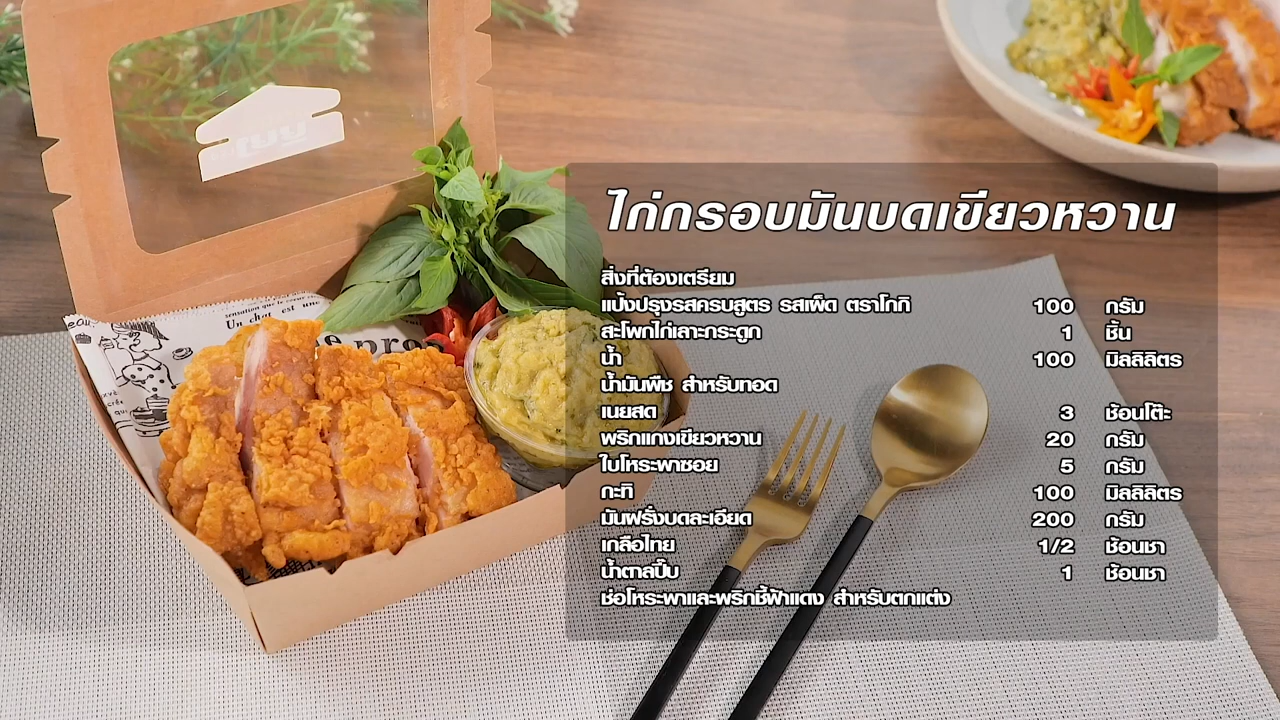 ไก่กรอบมันบดเขียวหวาน
สิ่งที่ต้องเตรียม
แป้งปรุงรสครบสูตร รสเผ็ด ตราโกกิ 100 กรัม
สะโพกไก่เลาะกระดูก 1 ชิ้น
น้ำ 100 มิลลิลิตร
น้ำมันพืช สำหรับทอด
เนยสด 3 ช้อนโต๊ะ
พริกแกงเขียวหวาน 20 กรัม
ใบโหระพาซอย 5 กรัม
กะทิ 100 มิลลิลิตร
มันฝรั่งบดละเอียด 200 กรัม
เกลือไทย 1/2 ช้อนชา
น้ำตาลปี๊บ 1 ช้อนชา
ช่อโหระพาและพริกชี้ฟ้าแดง สำหรับตกแต่ง
sensation que le
Un chat est une